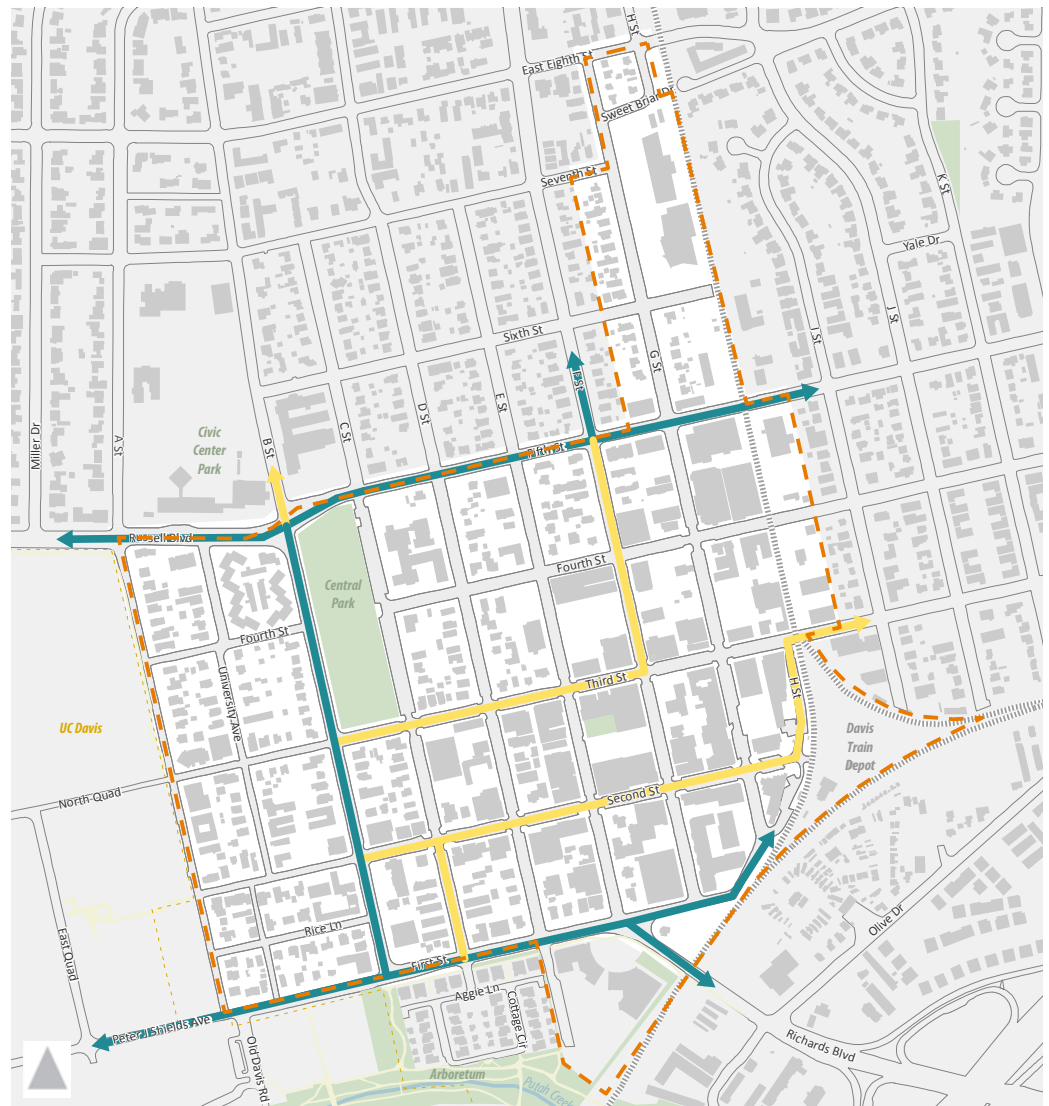 H St
East Eighth St
Sweet Briar Dr
Seventh St
K St
Yale Dr
J St
I St
Sixth St
G St
F St
E St
D St
C St
B St
A St
Miller Dr
Civic
Center
Park
Fifth St
Russell Blvd
Fourth St
Central
Park
Fourth St
University Ave
Third St
H St
UC Davis
Davis
Train
Depot
North Quad
Second St
Olive Dr
Rice Ln
East Quad
First St
Aggie Ln
Cottage Cir
Peter J Shields Ave
Old Davis Rd
Richards Blvd
Arboretum
Putah Creek